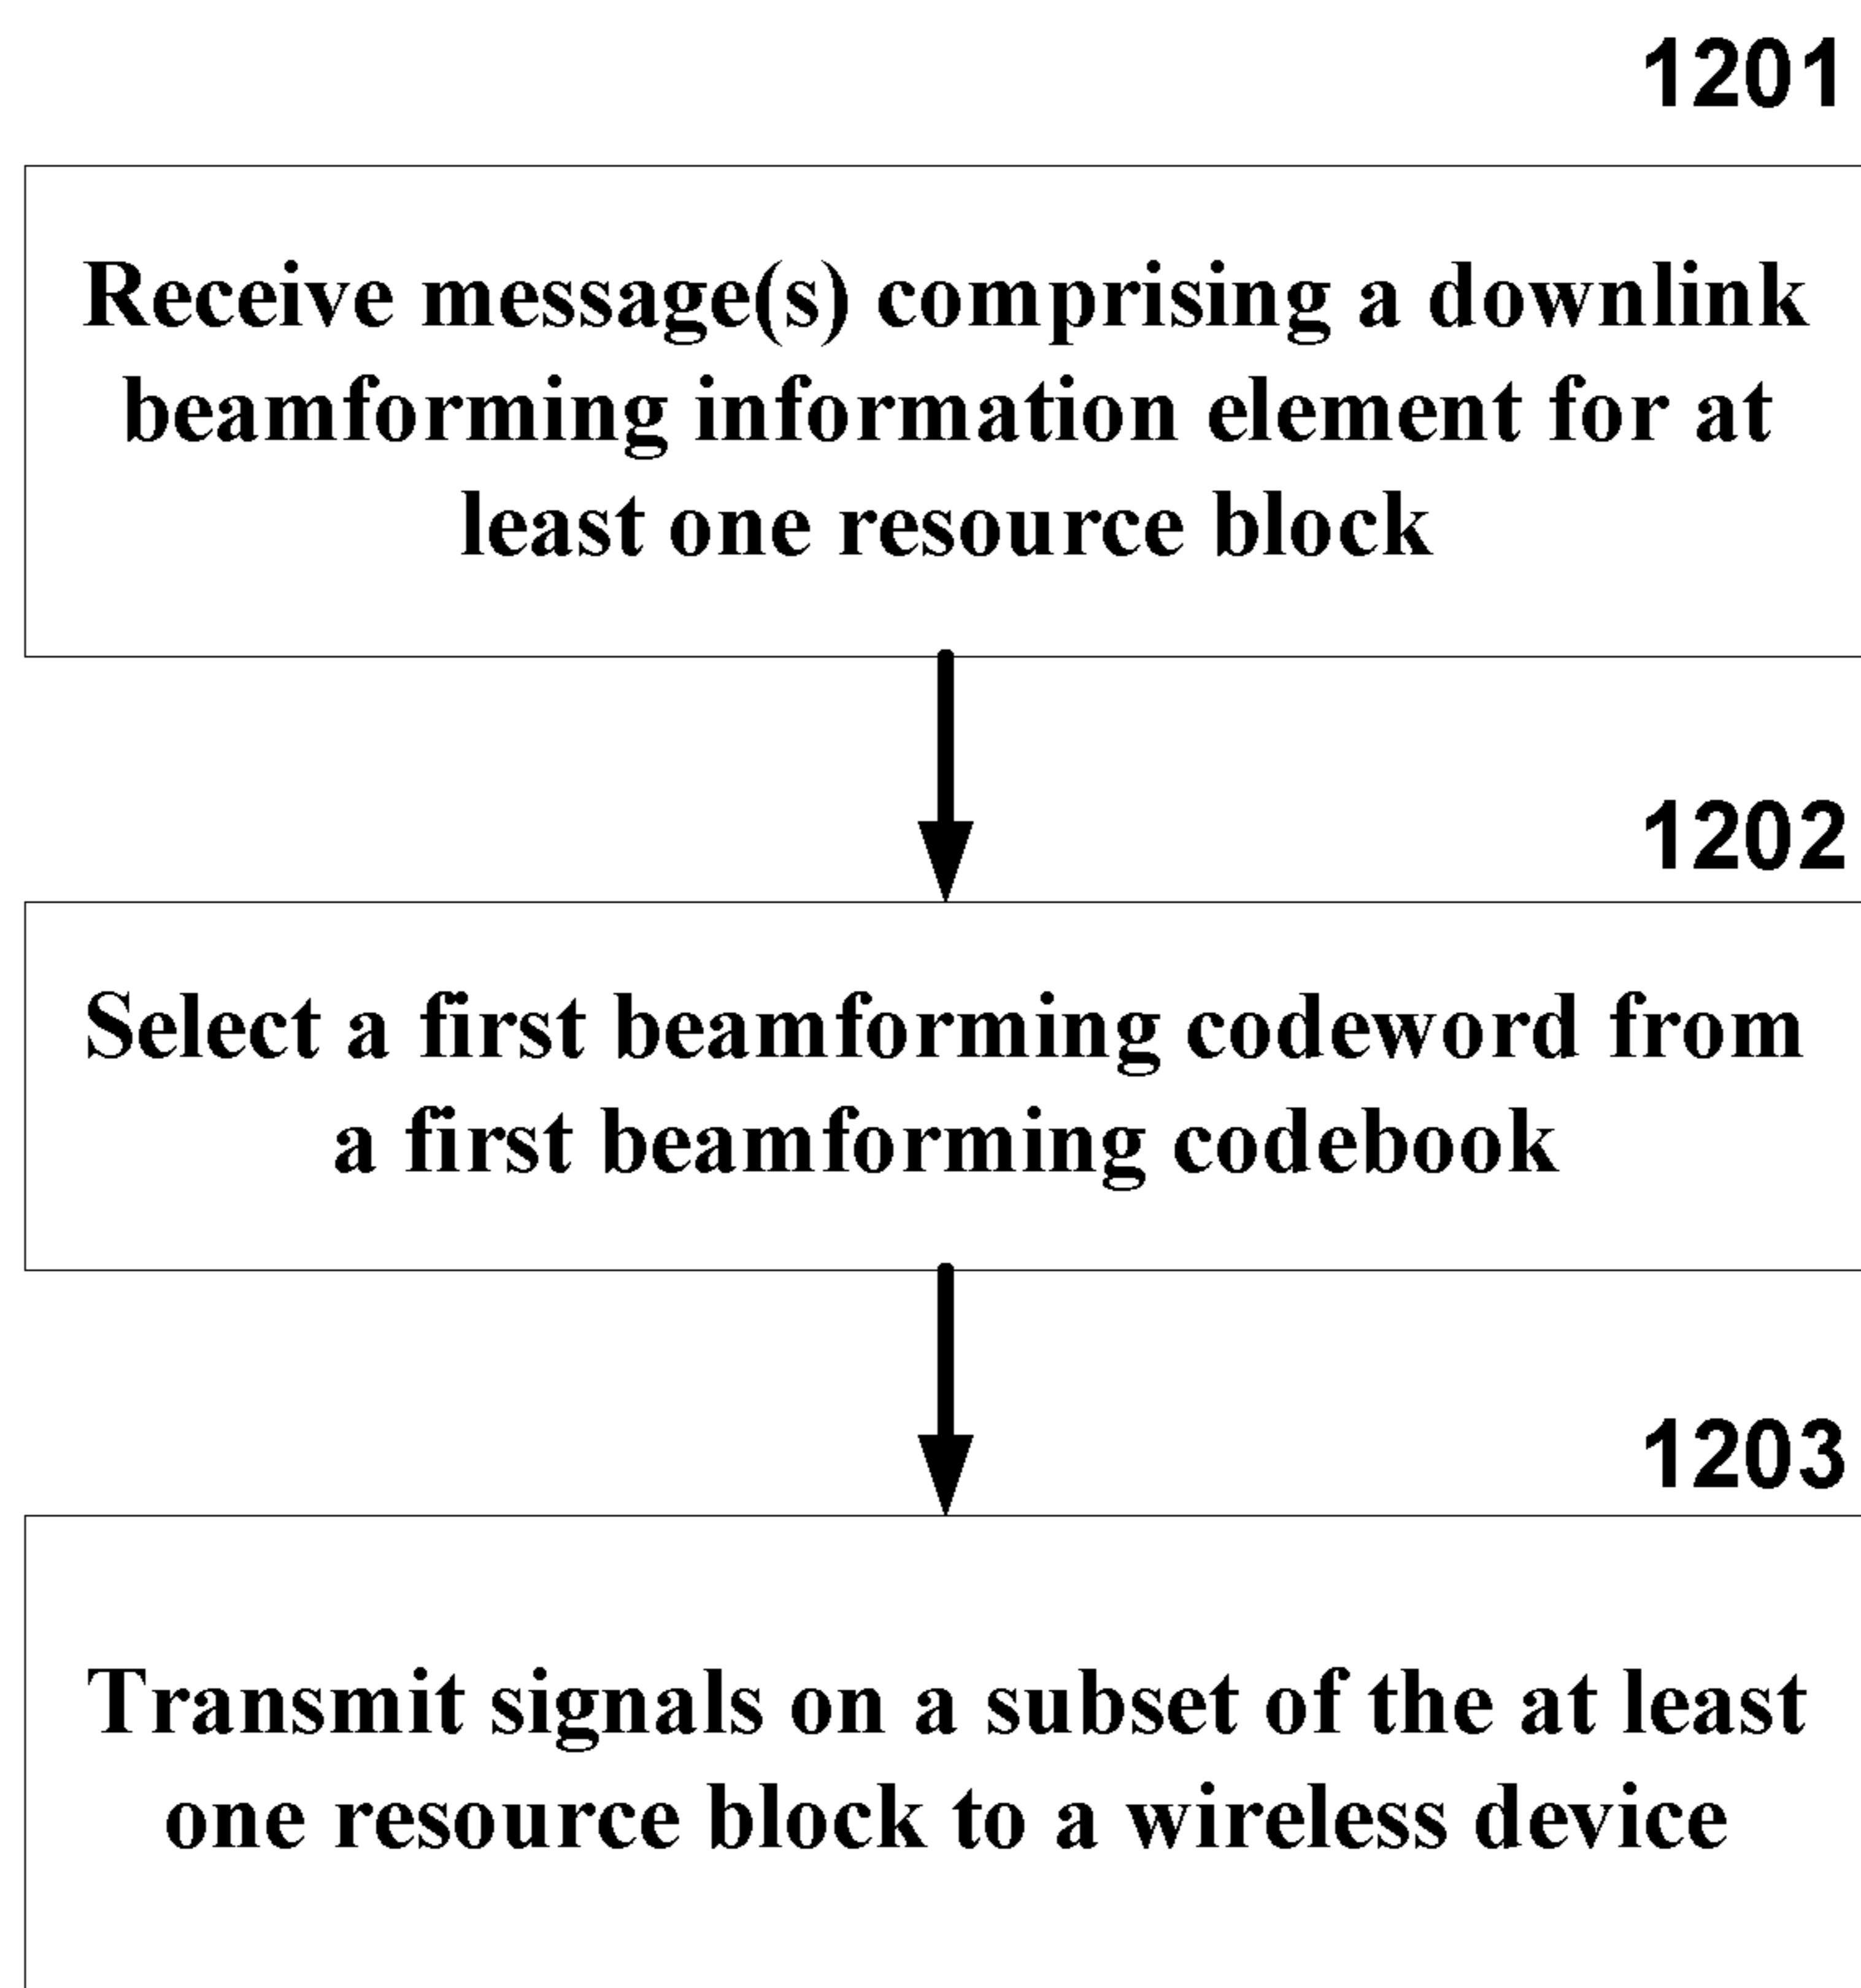 1201
Receive message(s) comprising a downlink
beamforming information element for at
least one resource block
1202
Select a first beamforming codeword from
a first beamforming codebook
1203
Transmit signals on a subset of the at least
one resource block to a wireless device